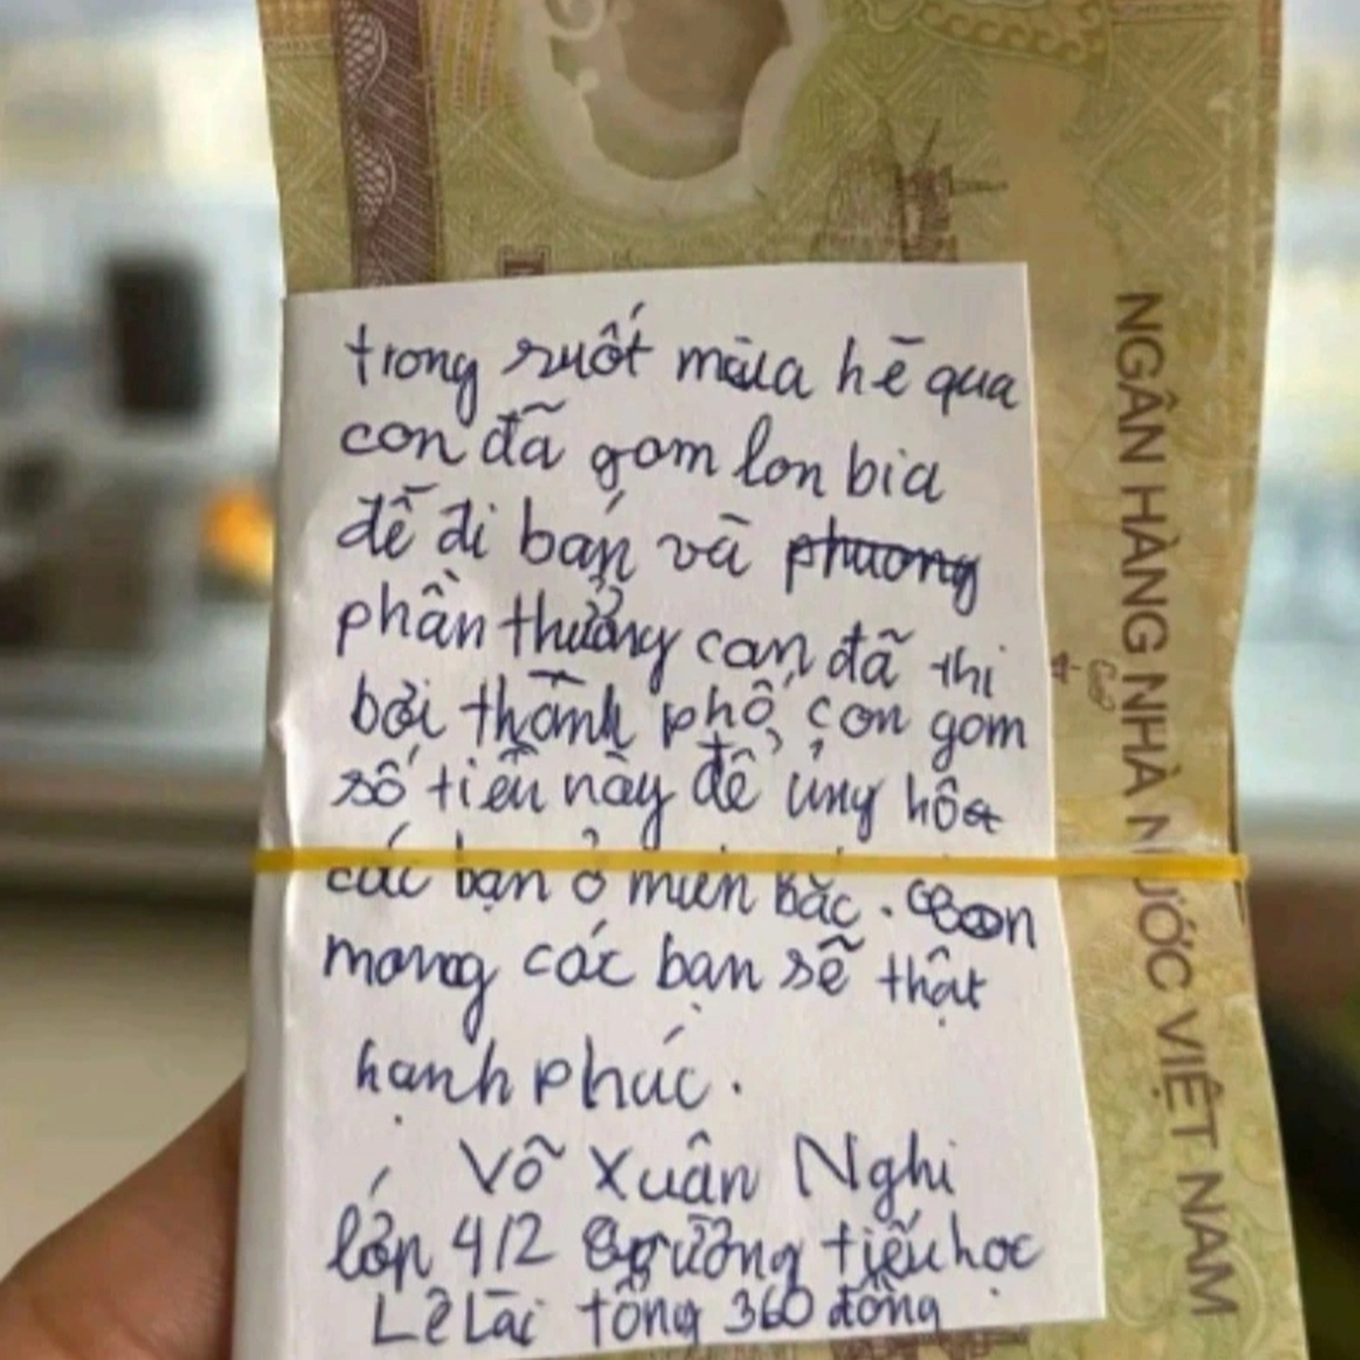 trong suốt mùa hè qua
con đã gom lon bia
để đi bán và phương
phần thưởng con đã thi
bởi thành phố, con gom
số tiền này để ủng hộ
các bạn ở miền Bắc. Con
mong các bạn sẽ thật
hạnh phúc.
Võ Xuân Nghi
lớp 4/2 trường tiểu học
Lê Lai tổng 360 đồng
NGÂN HÀNG NHÀ NƯỚC VIỆT NAM